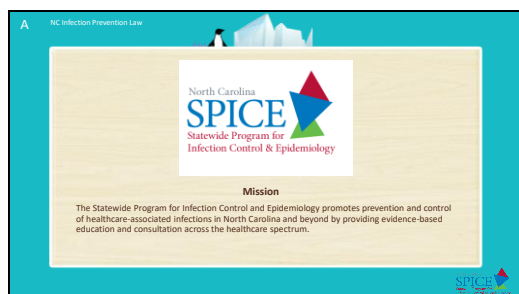 A
NC Infection Prevention Law
North Carolina
SPICE
Statewide Program for
Infection Control & Epidemiology
Mission
The Statewide Program for Infection Control and Epidemiology promotes prevention and control
of healthcare-associated infections in North Carolina and beyond by providing evidence-based
education and consultation across the healthcare spectrum.
SPICE